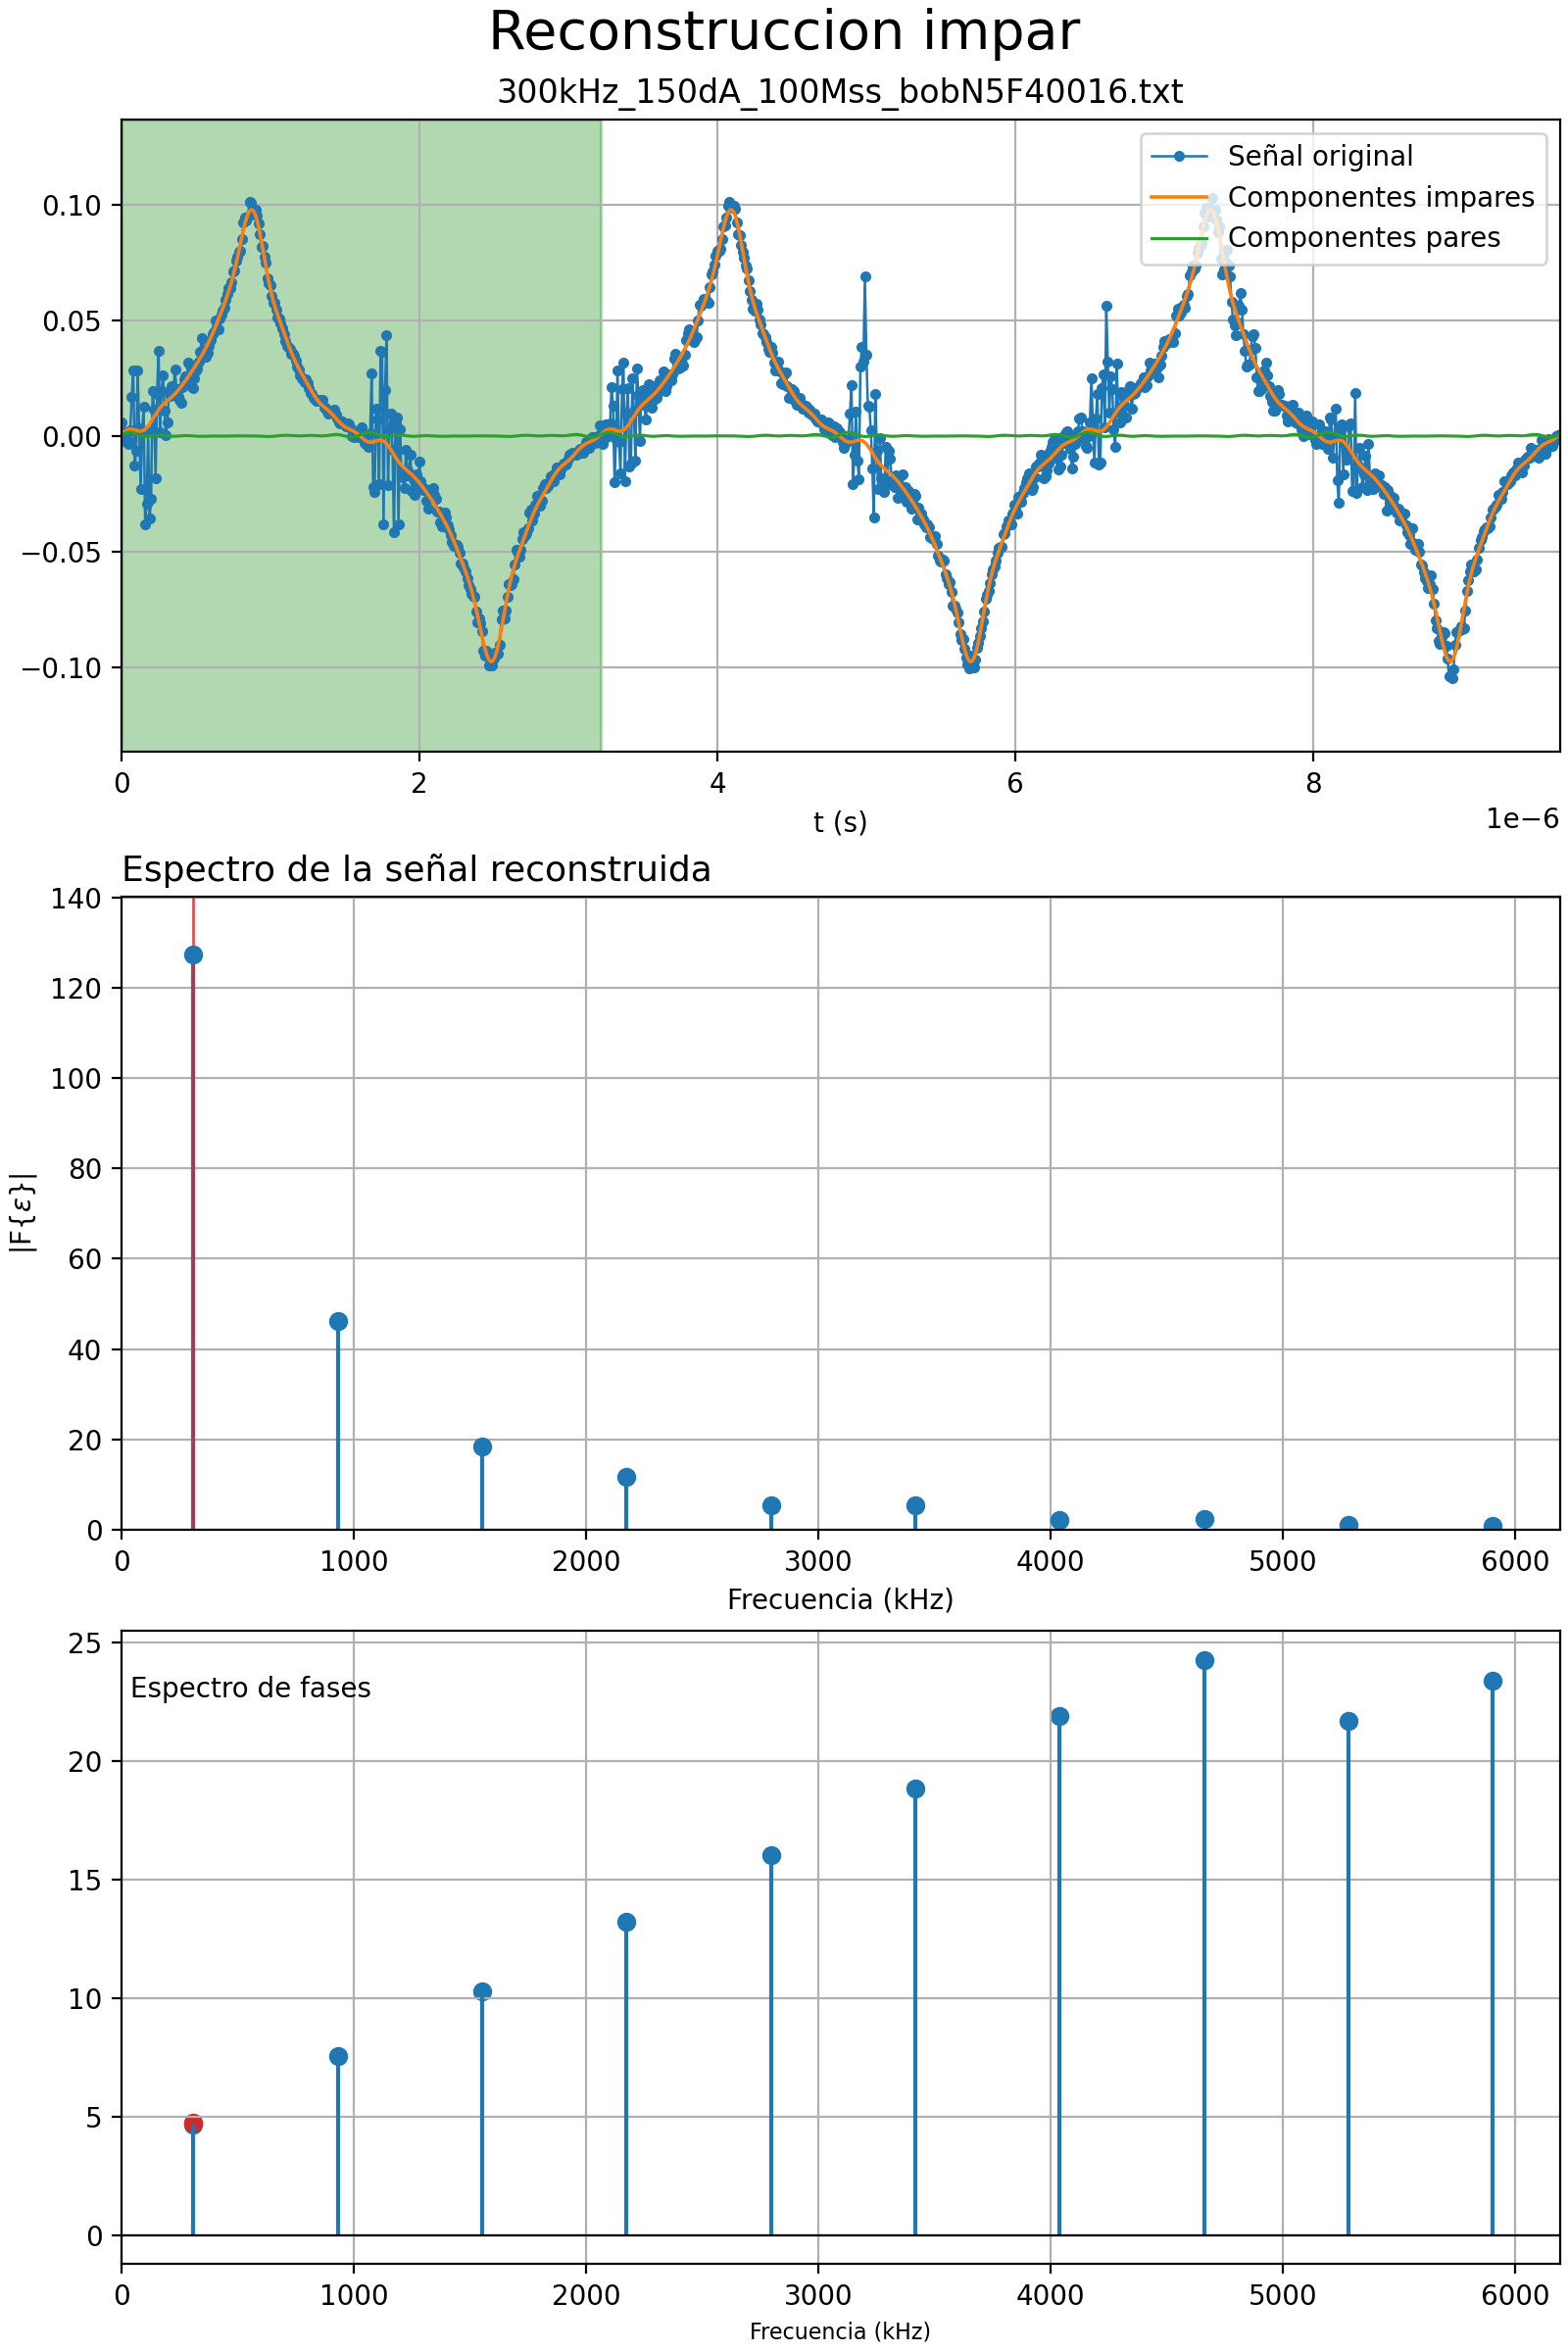 Reconstruccion impar
300kHz_150dA_100Mss_bobN5F40016.txt
Señal original
Componentes impares
Componentes pares
0.10
0.05
0.00
−0.05
−0.10
0 2 4 6 8
t (s)
1e−6
Espectro de la señal reconstruida
140
120
100
80
60
40
20
0
|F{ε}|
0 1000 2000 3000 4000 5000 6000
Frecuencia (kHz)
25
Espectro de fases
20
15
10
5
0
0 1000 2000 3000 4000 5000 6000
Frecuencia (kHz)